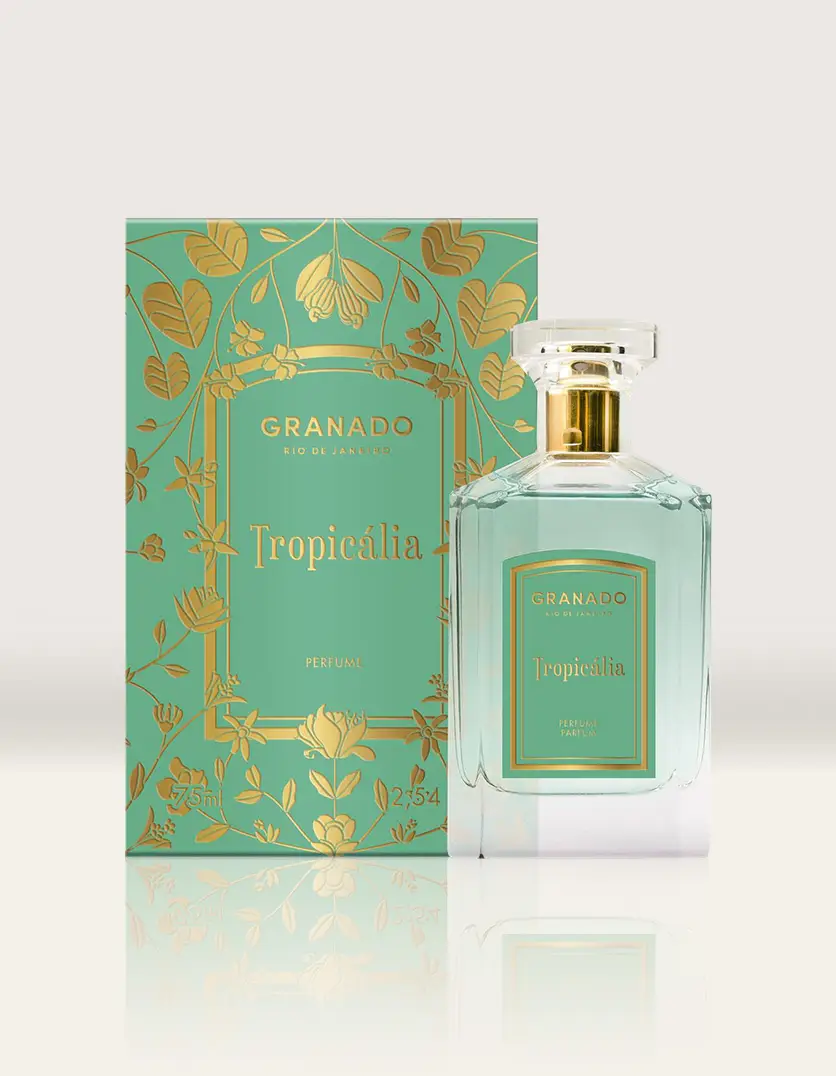 GRANADO
RIO DE JANEIRO
Tropicália
PERFUME
75ml
GRANADO
RIO DE JANEIRO
Tropicália
PERFUME
PARFUM